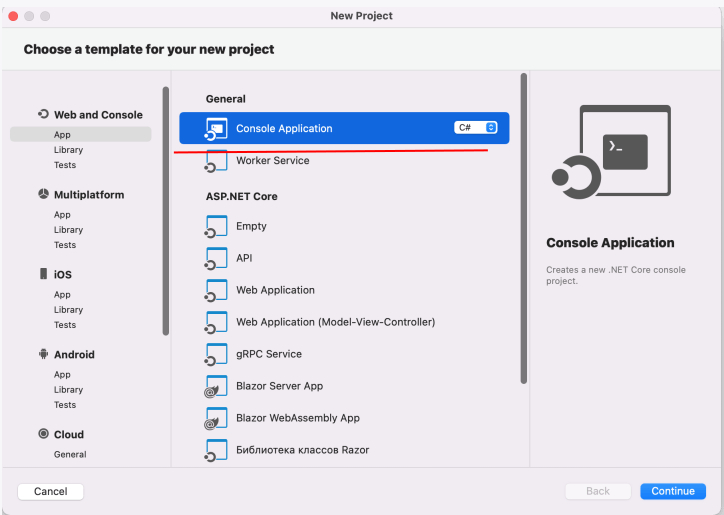 New Project
Choose a template for your new project
Web and Console
App
Library
Tests
Multiplatform
App
Library
Tests
iOS
App
Library
Tests
Android
App
Library
Tests
Cloud
General
General
Console Application
C#
Worker Service
ASP.NET Core
Empty
API
Web Application
Web Application (Model-View-Controller)
gRPC Service
Blazor Server App
Blazor WebAssembly App
Библиотека классов Razor
Console Application
Creates a new .NET Core console
project.
Cancel
Back
Continue